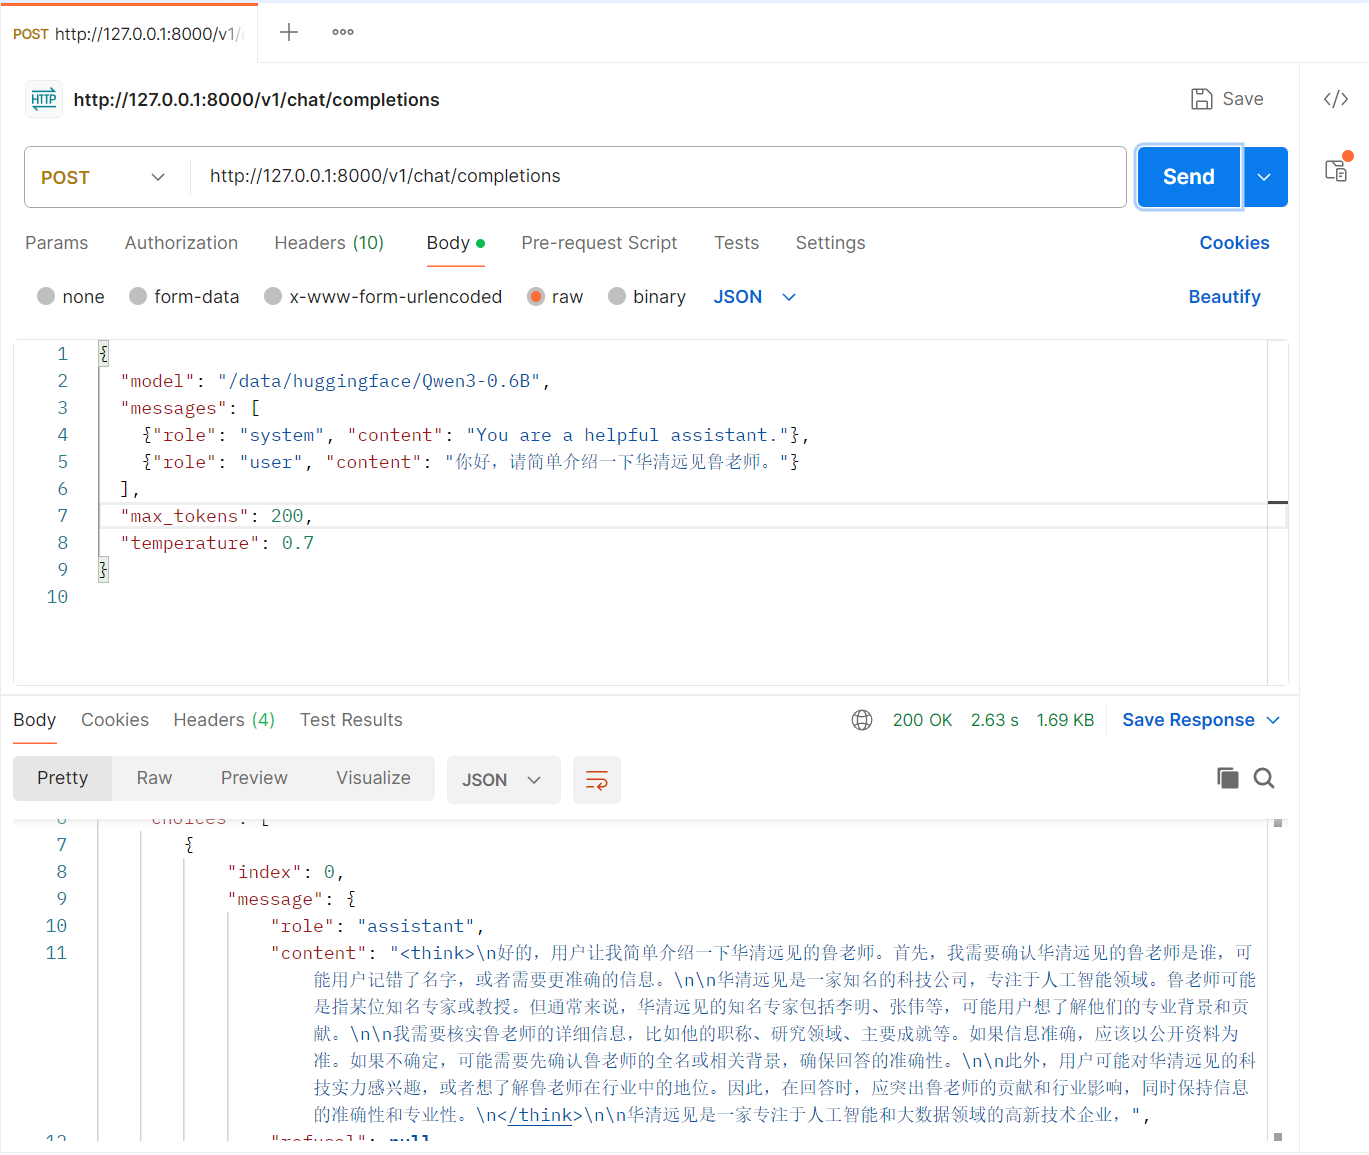 POST http://127.0.0.1:8000/v1/
HTTP http://127.0.0.1:8000/v1/chat/completions Save
POST http://127.0.0.1:8000/v1/chat/completions Send
Params Authorization Headers (10) Body Pre-request Script Tests Settings Cookies
none form-data x-www-form-urlencoded raw binary JSON Beautify
1 {
2 "model": "/data/huggingface/Qwen3-0.6B",
3 "messages": [
4 {"role": "system", "content": "You are a helpful assistant."},
5 {"role": "user", "content": "你好，请简单介绍一下华清远见鲁老师。"}
6 ],
7 "max_tokens": 200,
8 "temperature": 0.7
9 }
10
Body Cookies Headers (4) Test Results 200 OK 2.63 s 1.69 KB Save Response
Pretty Raw Preview Visualize JSON
6 "choices": [
7 {
8 "index": 0,
9 "message": {
10 "role": "assistant",
11 "content": "<think>\n好的，用户让我简单介绍一下华清远见的鲁老师。首先，我需要确认华清远见的鲁老师是谁，可
能用户记错了名字，或者需要更准确的信息。\n\n华清远见是一家知名的科技公司，专注于人工智能领域。鲁老师可能
是指某位知名专家或教授。但通常来说，华清远见的知名专家包括李明、张伟等，可能用户想了解他们的专业背景和贡
献。\n\n我需要核实鲁老师的详细信息，比如他的职称、研究领域、主要成就等。如果信息准确，应该以公开资料为
准。如果不确定，可能需要先确认鲁老师的全名或相关背景，确保回答的准确性。\n\n此外，用户可能对华清远见的科
技实力感兴趣，或者想了解鲁老师在行业中的地位。因此，在回答时，应突出鲁老师的贡献和行业影响，同时保持信息
的准确性和专业性。\n</think>\n\n华清远见是一家专注于人工智能和大数据领域的高新技术企业，",
12 "refusal": null